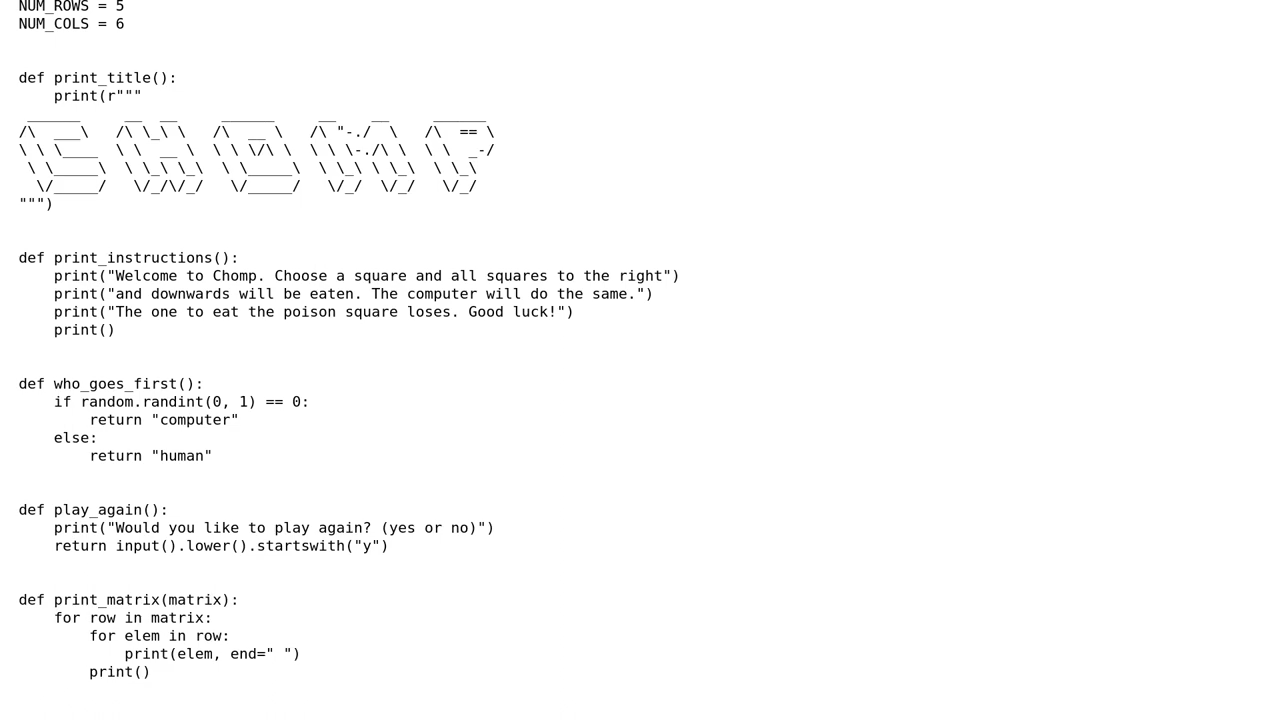 NUM_ROWS = 5
NUM_COLS = 6


def print_title():
    print(r"""
 ______     __  __     ______     __    __     ______
/\  ___\   /\ \_\ \   /\  __ \   /\ "-./  \   /\  == \
\ \ \____  \ \  __ \  \ \ \/\ \  \ \ \-./\ \  \ \  _-/
 \ \_____\  \ \_\ \_\  \ \_____\  \ \_\ \ \_\  \ \_\
  \/_____/   \/_/\/_/   \/_____/   \/_/  \/_/   \/_/
""")


def print_instructions():
    print("Welcome to Chomp. Choose a square and all squares to the right")
    print("and downwards will be eaten. The computer will do the same.")
    print("The one to eat the poison square loses. Good luck!")
    print()


def who_goes_first():
    if random.randint(0, 1) == 0:
        return "computer"
    else:
        return "human"


def play_again():
    print("Would you like to play again? (yes or no)")
    return input().lower().startswith("y")


def print_matrix(matrix):
    for row in matrix:
        for elem in row:
            print(elem, end=" ")
        print()